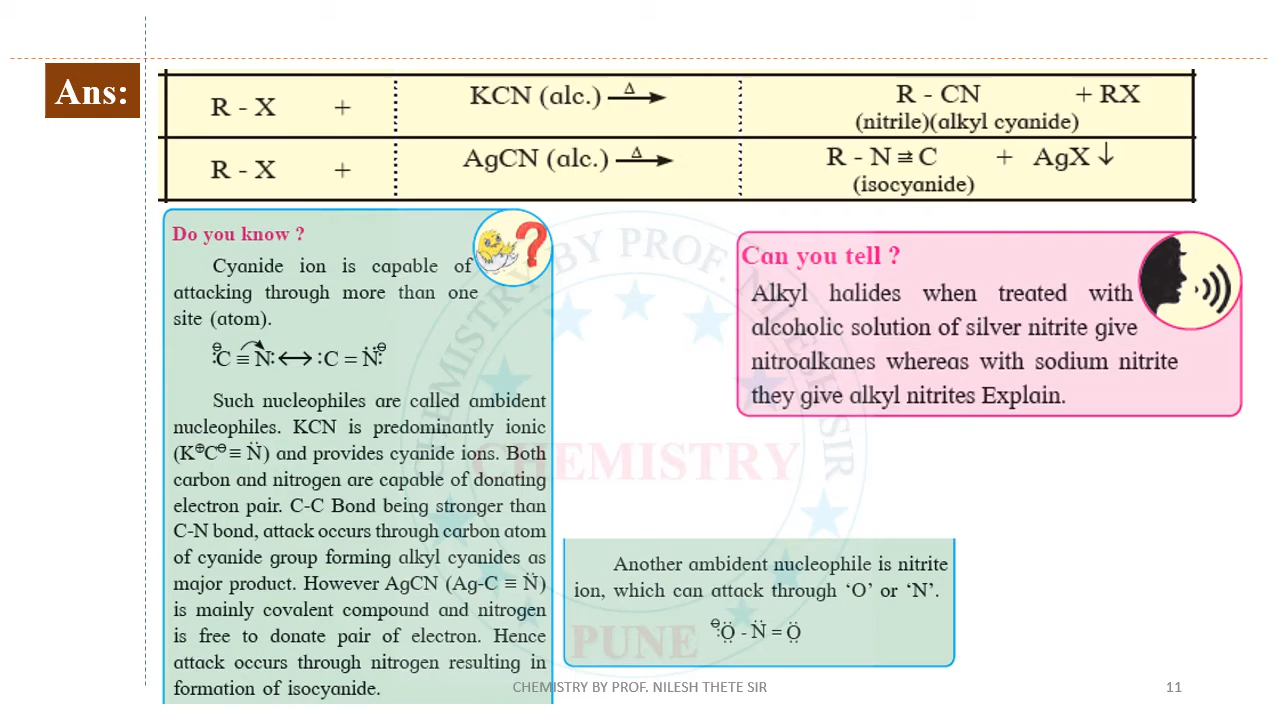 Ans:
R - X + KCN (alc.) Δ→ R - CN + RX
(nitrile)(alkyl cyanide)
R - X + AgCN (alc.) Δ→ R - N ⩭ C + AgX ↓
(isocyanide)
Do you know ?
Cyanide ion is capable of
attacking through more than one
site (atom).
⊖:C ≡ N: ⟷ :C = N̈:⊖
Such nucleophiles are called ambident
nucleophiles. KCN is predominantly ionic
(K⊕C⊖ ≡ N̈) and provides cyanide ions. Both
carbon and nitrogen are capable of donating
electron pair. C-C Bond being stronger than
C-N bond, attack occurs through carbon atom
of cyanide group forming alkyl cyanides as
major product. However AgCN (Ag-C ≡ N̈)
is mainly covalent compound and nitrogen
is free to donate pair of electron. Hence
attack occurs through nitrogen resulting in
formation of isocyanide.
Can you tell ?
Alkyl halides when treated with
alcoholic solution of silver nitrite give
nitroalkanes whereas with sodium nitrite
they give alkyl nitrites Explain.
Another ambident nucleophile is nitrite
ion, which can attack through ‘O’ or ‘N’.
⊖:Ö̤ - N̈ = Ö̤
CHEMISTRY BY PROF. NILESH SIR
CHEMISTRY
PUNE
CHEMISTRY BY PROF. NILESH THETE SIR
11